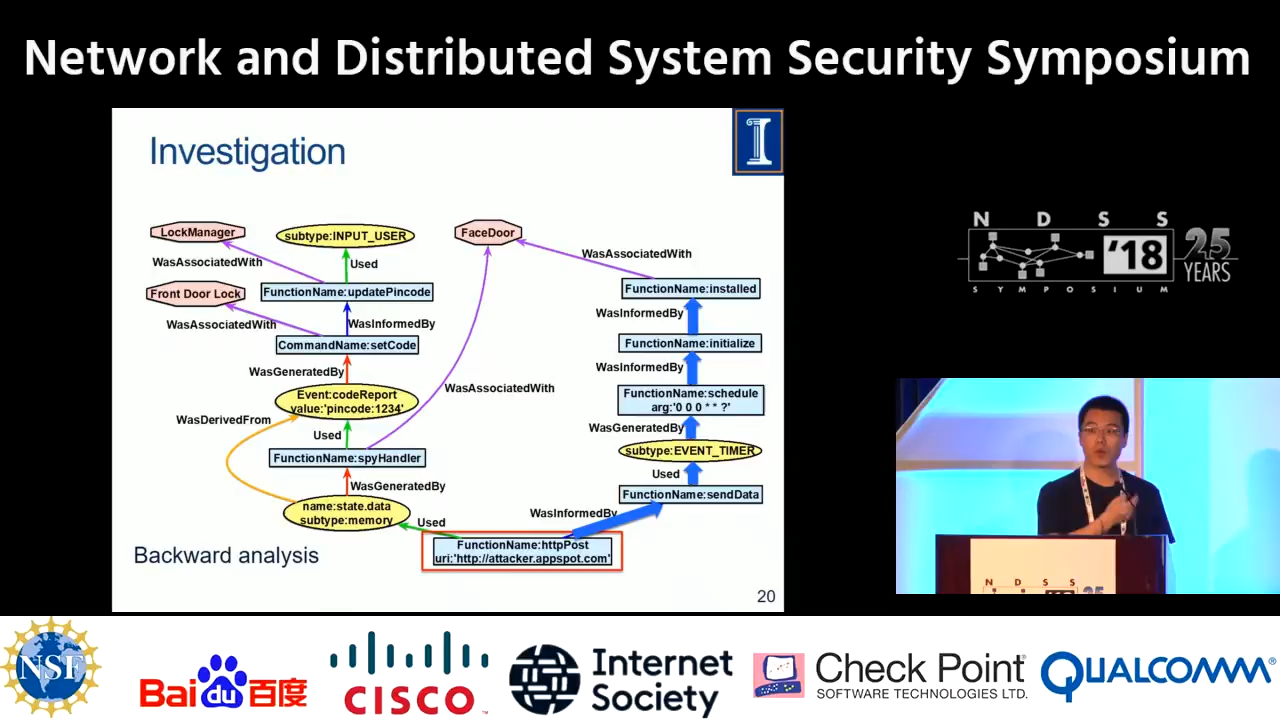 Network and Distributed System Security Symposium
Investigation
I
LockManager
subtype:INPUT_USER
FaceDoor
WasAssociatedWith
Used
WasAssociatedWith
Front Door Lock
FunctionName:updatePincode
FunctionName:installed
WasAssociatedWith
WasInformedBy
WasInformedBy
CommandName:setCode
FunctionName:initialize
WasGeneratedBy
WasInformedBy
Event:codeReport
value:'pincode:1234'
WasAssociatedWith
FunctionName:schedule
arg:'0 0 0 * * ?'
WasDerivedFrom
Used
WasGeneratedBy
FunctionName:spyHandler
subtype:EVENT_TIMER
WasGeneratedBy
Used
FunctionName:sendData
name:state.data
subtype:memory
Used
WasInformedBy
FunctionName:httpPost
uri:'http://attacker.appspot.com'
Backward analysis
20
N D S S
'18
25
YEARS
S Y M P O S I U M
N D S S
NSF
Baidu百度
CISCO™
Internet
Society
Check Point®
SOFTWARE TECHNOLOGIES LTD.
QUALCOMM®